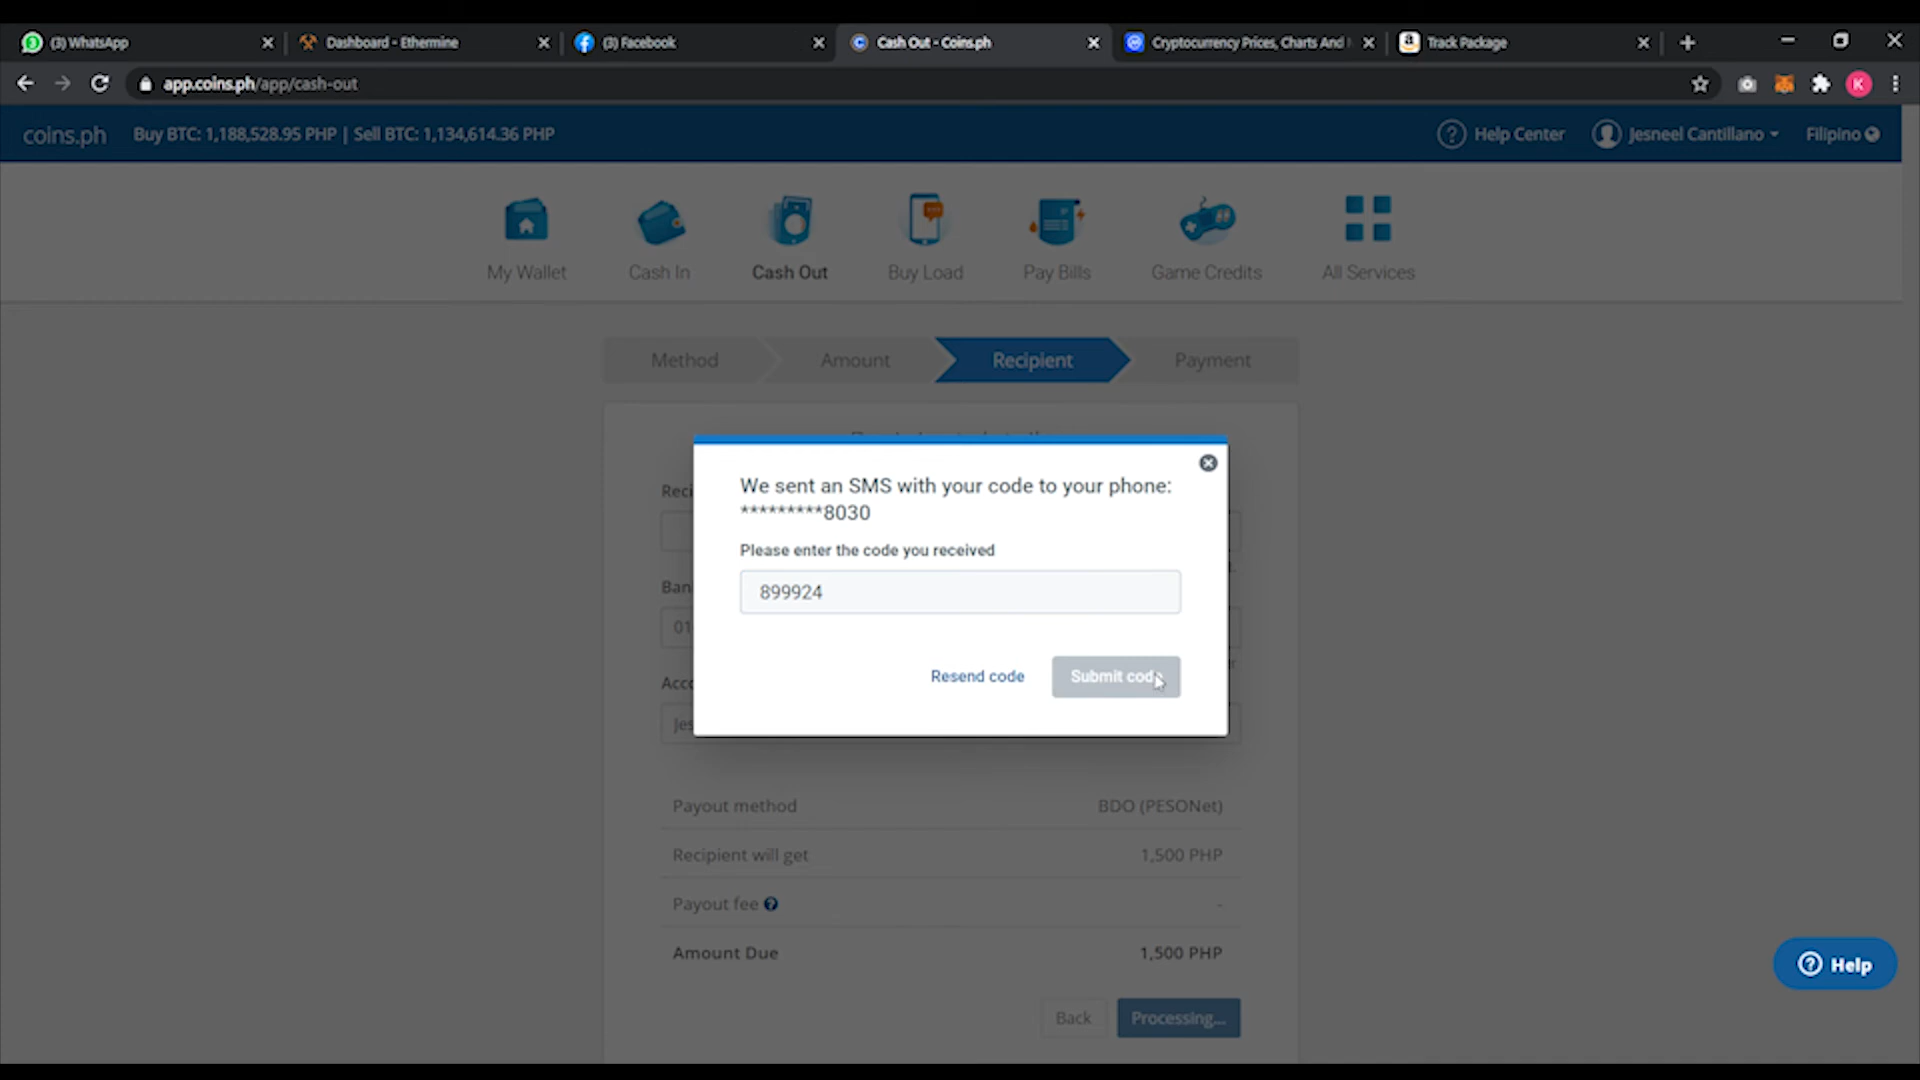 (3) WhatsApp
Dashboard - Ethermine
(3) Facebook
Cash Out - Coins.ph
Cryptocurrency Prices, Charts And
Track Package
app.coins.ph/app/cash-out
K
coins.ph
Buy BTC: 1,188,528.95 PHP | Sell BTC: 1,134,614.36 PHP
Help Center
Jesneel Cantillano
Filipino
My Wallet
Cash In
Cash Out
Buy Load
Pay Bills
Game Credits
All Services
Method
Amount
Recipient
Payment
We sent an SMS with your code to your phone:
*********8030
Please enter the code you received
899924
Resend code
Submit code
Reci
Ban
01
Acco
Jes
Payout method
BDO (PESONet)
Recipient will get
1,500 PHP
Payout fee ?
-
Amount Due
1,500 PHP
Back
Processing...
Help